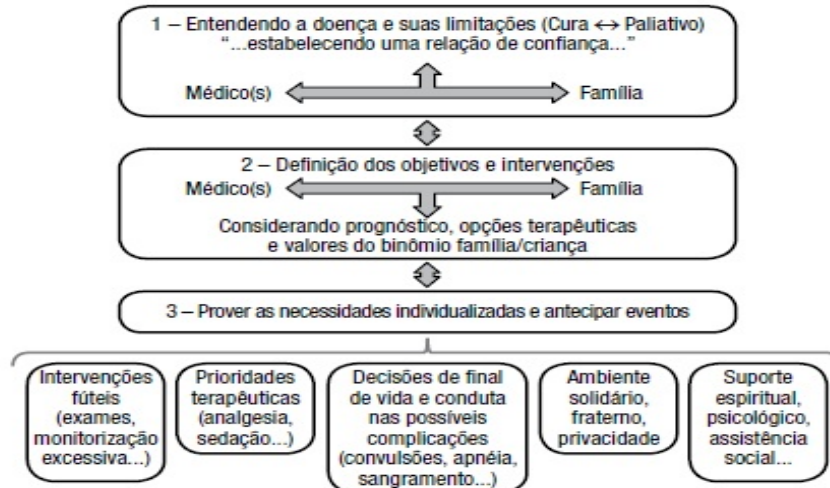 1 – Entendendo a doença e suas limitações (Cura ↔ Paliativo)
“...estabelecendo uma relação de confiança...”
Médico(s) Família
2 – Definição dos objetivos e intervenções
Médico(s) Família
Considerando prognóstico, opções terapêuticas
e valores do binômio família/criança
3 – Prover as necessidades individualizadas e antecipar eventos
Intervenções
fúteis
(exames,
monitorização
excessiva...)
Prioridades
terapêuticas
(analgesia,
sedação...)
Decisões de final
de vida e conduta
nas possíveis
complicações
(convulsões, apnéia,
sangramento...)
Ambiente
solidário,
fraterno,
privacidade
Suporte
espiritual,
psicológico,
assistência
social...